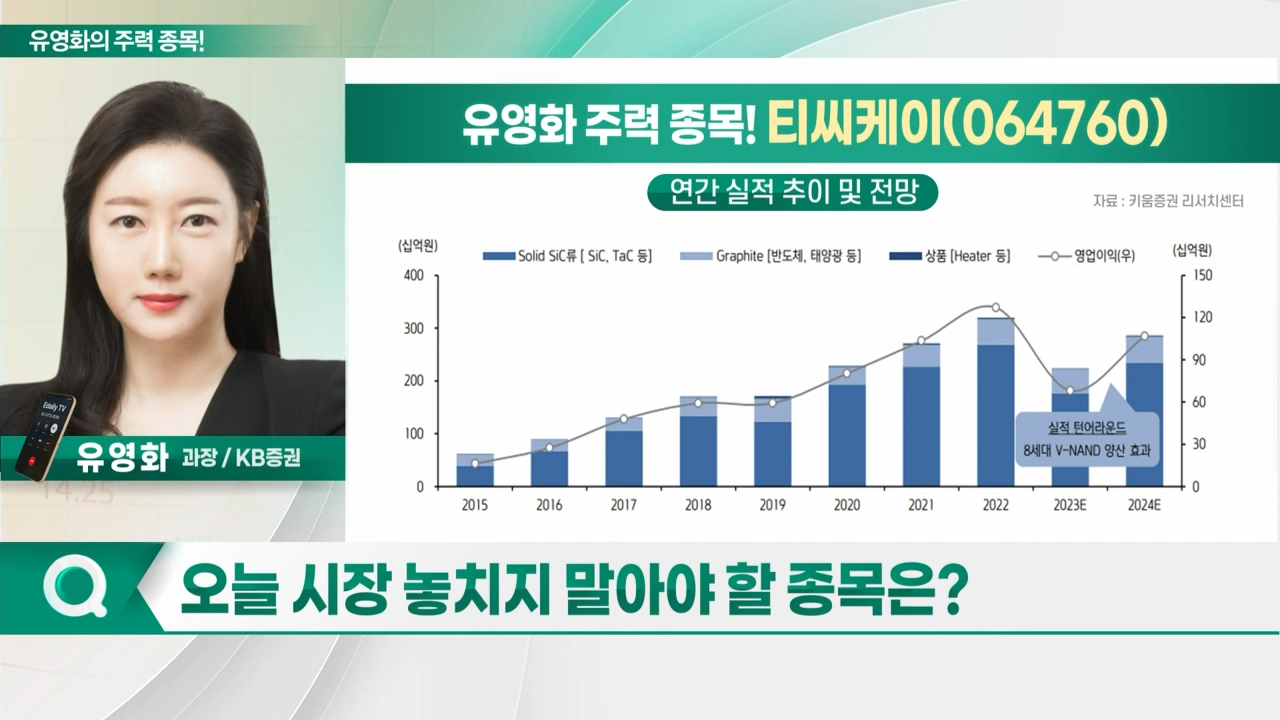 유영화의 주력 종목!
유영화 주력 종목! 티씨케이(064760)
연간 실적 추이 및 전망
자료 : 키움증권 리서치센터
(십억원)
Solid SiC류 [ SiC, TaC 등]
Graphite [반도체, 태양광 등]
상품 [Heater 등]
영업이익(우)
(십억원)
400
300
200
100
0
150
120
90
60
30
0
실적 턴어라운드
8세대 V-NAND 양산 효과
2015 2016 2017 2018 2019 2020 2021 2022 2023E 2024E
Edaily TV
유영화 과장 / KB증권
14.25
오늘 시장 놓치지 말아야 할 종목은?